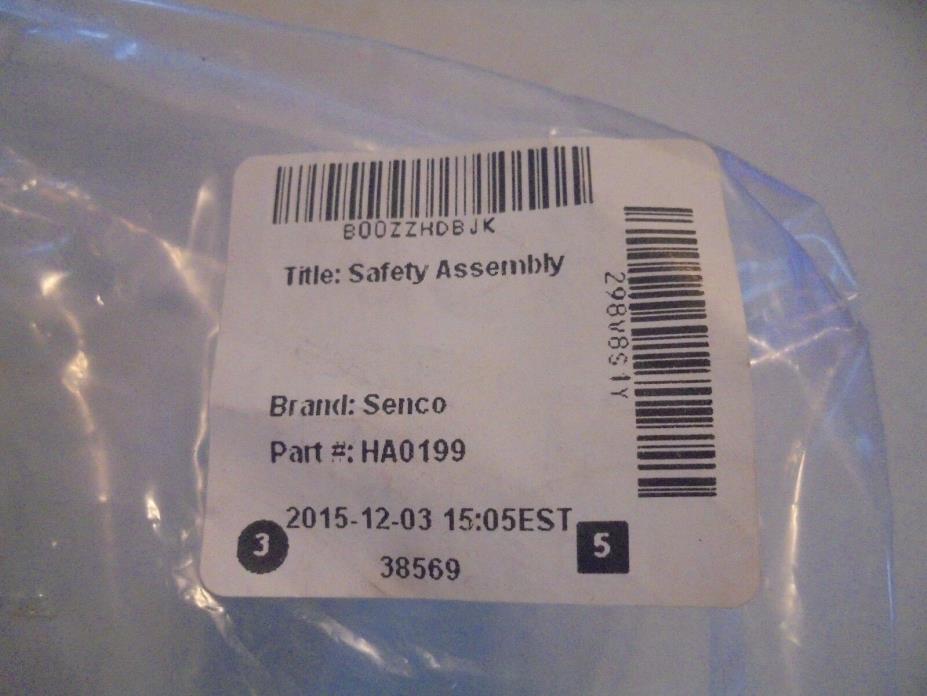 B00ZZHDBJK
Title: Safety Assembly
298v8S1Y
Brand: Senco
Part #: HA0199
2015-12-03 15:05EST
3
5
38569